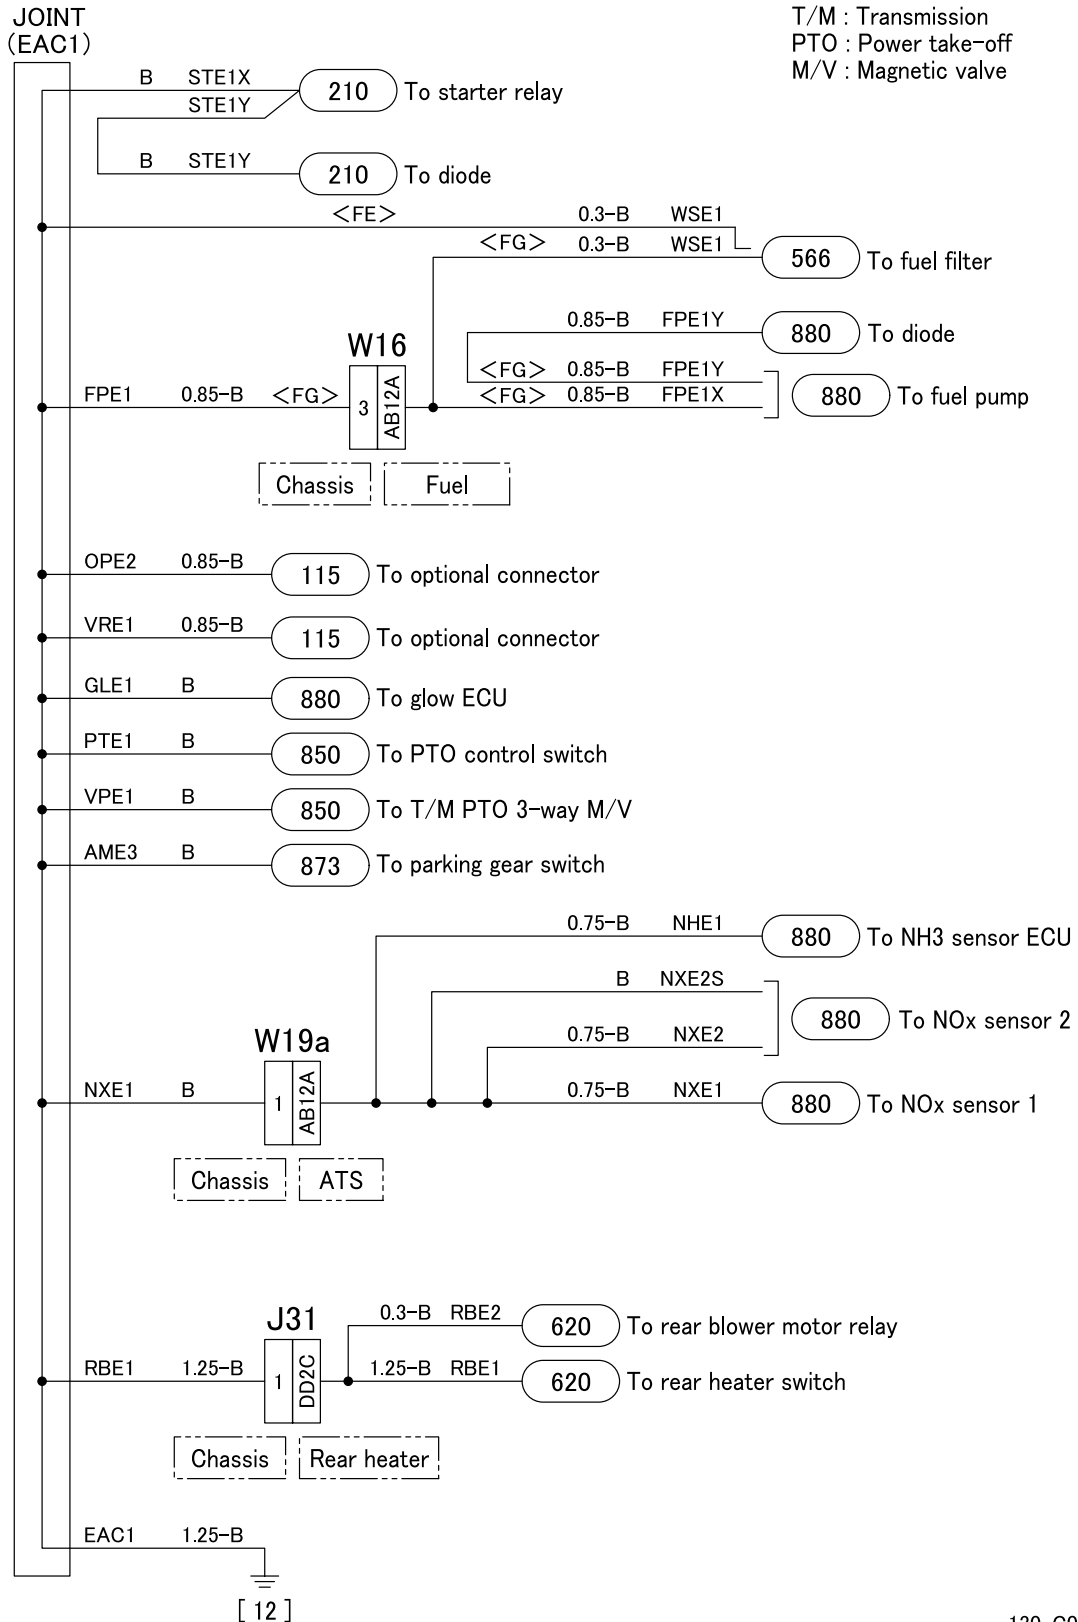 JOINT
(EAC1)
T/M : Transmission
PTO : Power take-off
M/V : Magnetic valve
B STE1X 210 To starter relay
STE1Y
B STE1Y 210 To diode
<FE> 0.3-B WSE1
<FG> 0.3-B WSE1 566 To fuel filter
0.85-B FPE1Y 880 To diode
W16
<FG> 0.85-B FPE1Y
FPE1 0.85-B <FG> 3 AB12A <FG> 0.85-B FPE1X 880 To fuel pump
Chassis Fuel
OPE2 0.85-B 115 To optional connector
VRE1 0.85-B 115 To optional connector
GLE1 B 880 To glow ECU
PTE1 B 850 To PTO control switch
VPE1 B 850 To T/M PTO 3-way M/V
AME3 B 873 To parking gear switch
0.75-B NHE1 880 To NH3 sensor ECU
B NXE2S
880 To NOx sensor 2
0.75-B NXE2
W19a
NXE1 B 1 AB12A 0.75-B NXE1 880 To NOx sensor 1
Chassis ATS
J31
0.3-B RBE2 620 To rear blower motor relay
RBE1 1.25-B 1 DD2C 1.25-B RBE1 620 To rear heater switch
Chassis Rear heater
EAC1 1.25-B
[ 12 ]